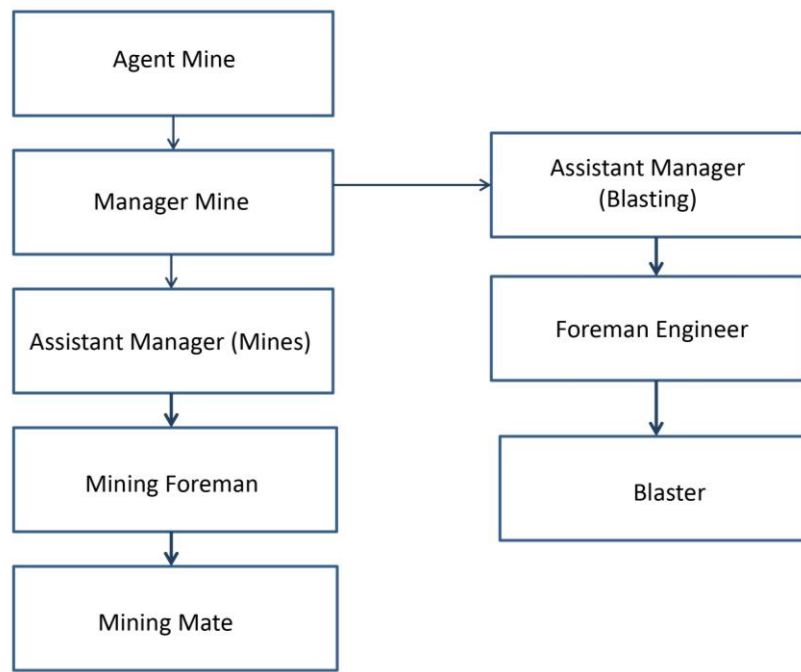 Agent Mine
Manager Mine
Assistant Manager (Mines)
Mining Foreman
Mining Mate
Assistant Manager
(Blasting)
Foreman Engineer
Blaster